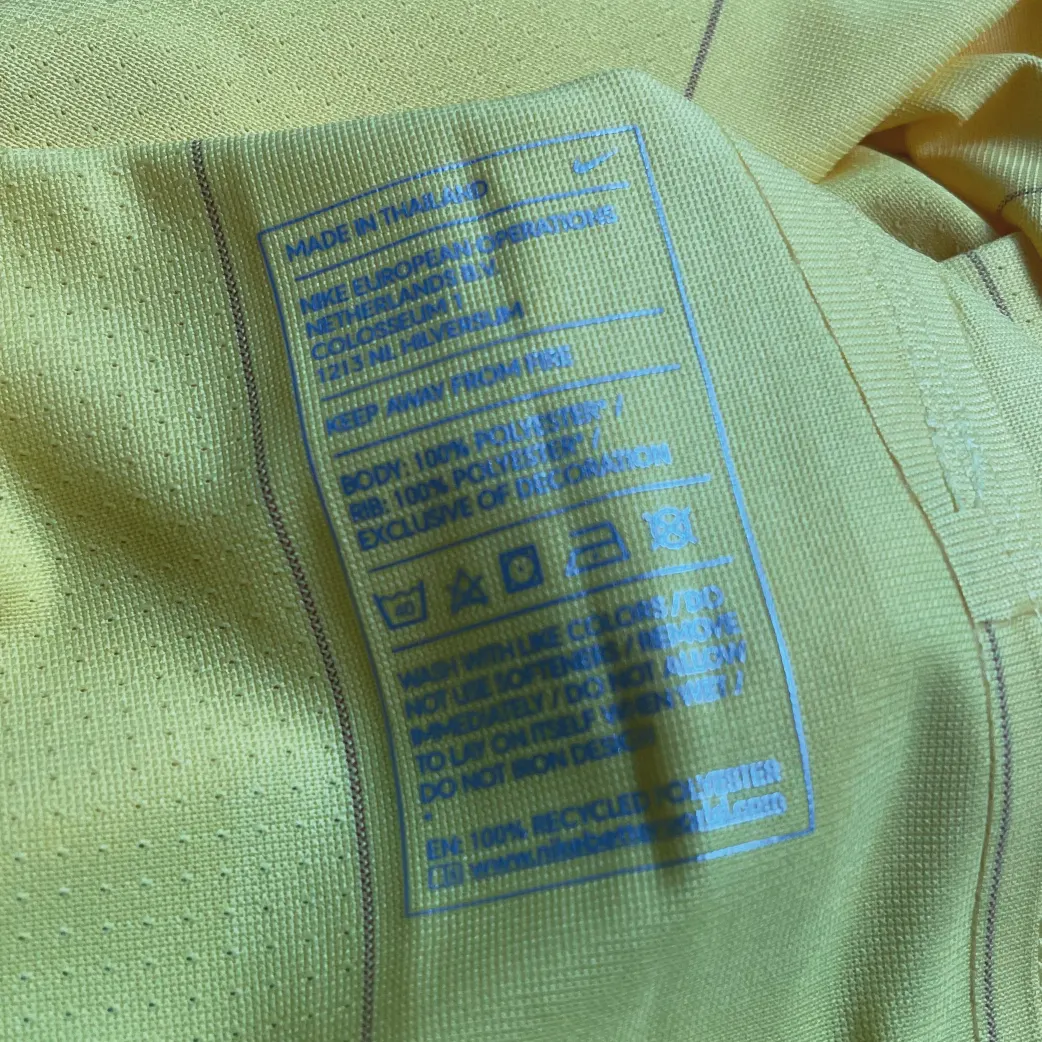 MADE IN THAILAND
NIKE EUROPEAN OPERATIONS
NETHERLANDS B.V
COLOSSEUM 1
1213 NL HILVERSUM
KEEP AWAY FROM FIRE
BODY: 100% POLYESTER* /
RIB: 100% POLYESTER* /
EXCLUSIVE OF DECORATION
40
WASH WITH LIKE COLORS / DO
NOT USE SOFTENERS / REMOVE
IMMEDIATELY / DO NOT ALLOW
TO LAY ON ITSELF WHEN WET /
DO NOT IRON DESIGN
*
EN: 100% RECYCLED